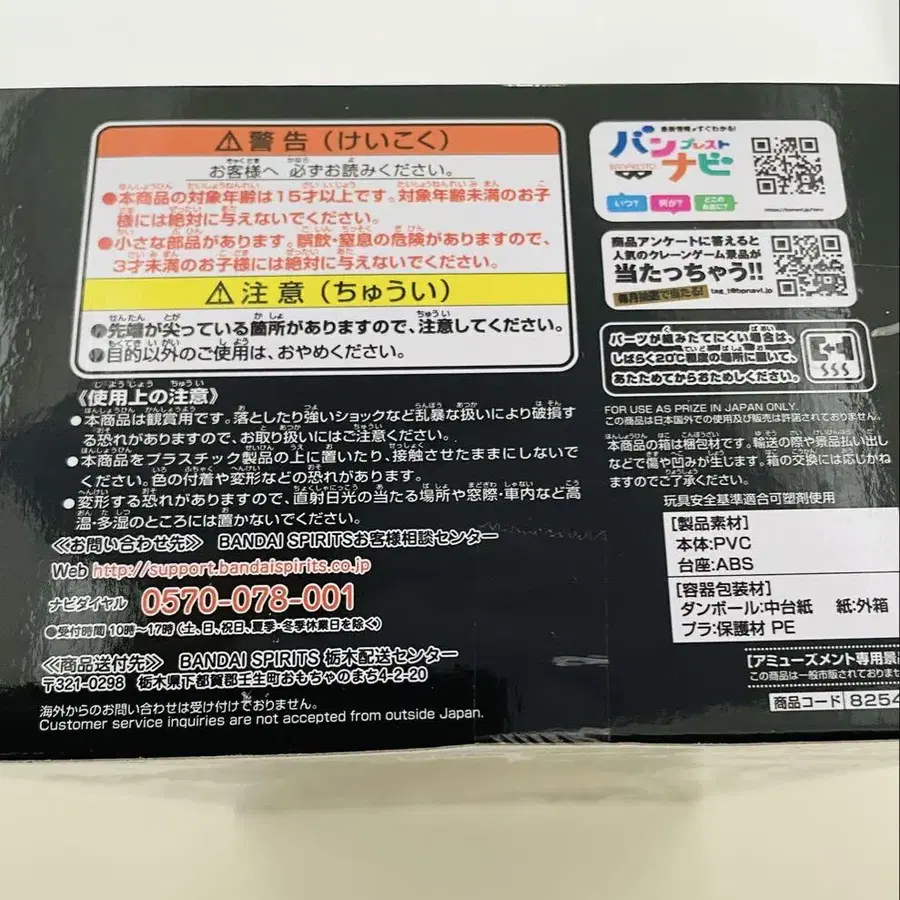 ⚠警告（けいこく）
お客様へ 必ずお読みください。
●本商品の対象年齢は15才以上です。対象年齢未満のお子
様には絶対に与えないでください。
●小さな部品があります。誤飲・窒息の危険がありますので、
3才未満のお子様には絶対に与えないでください。
⚠注意（ちゅうい）
●先端が尖っている箇所がありますので、注意してください。
●目的以外のご使用は、おやめください。
《使用上の注意》
●本商品は観賞用です。落としたり強いショックなど乱暴な扱いにより破損す
る恐れがありますので、お取り扱いにはご注意ください。
●本商品をプラスチック製品の上に置いたり、接触させたままにしないで
ください。色の付着や変形などの恐れがあります。
●変形する恐れがありますので、直射日光の当たる場所や窓際・車内など高
温・多湿のところには置かないでください。
≪お問い合わせ先≫ BANDAI SPIRITSお客様相談センター
Web http://support.bandaispirits.co.jp
ナビダイヤル 0570-078-001
●受付時間 10時〜17時（土、日、祝日、夏季・冬季休業日を除く）
≪商品送付先≫ BANDAI SPIRITS 栃木配送センター
〒321-0298 栃木県下都賀郡壬生町おもちゃのまち4-2-20
海外からのお問い合わせは受け付けておりません。
Customer service inquiries are not accepted from outside Japan.
最新情報がすぐわかる!
バンプレストナビ
BANPRESTO
いつ?
何が?
どこのお店に?
商品アンケートに答えると
人気のクレーンゲーム景品が
当たっちゃう!!
毎月抽選で当たる!
パーツが組みたてにくい場合は、
しばらく20℃程度の場所に置いて、
あたためてからおためしください。
FOR USE AS PRIZE IN JAPAN ONLY.
この商品は日本国外での使用及び販売は許諾されておりません。
本商品の箱は梱包材です。輸送の際や景品払い出し
などで傷や凹みが生じます。箱の交換には応じかね
ますのでご了承ください。
玩具安全基準適合可塑剤使用
［製品素材］
本体:PVC
台座:ABS
［容器包装材］
ダンボール:中台紙 紙:外箱
プラ:保護材 PE
【アミューズメント専用景
この商品は一般市販されておりま
商品コード 8254